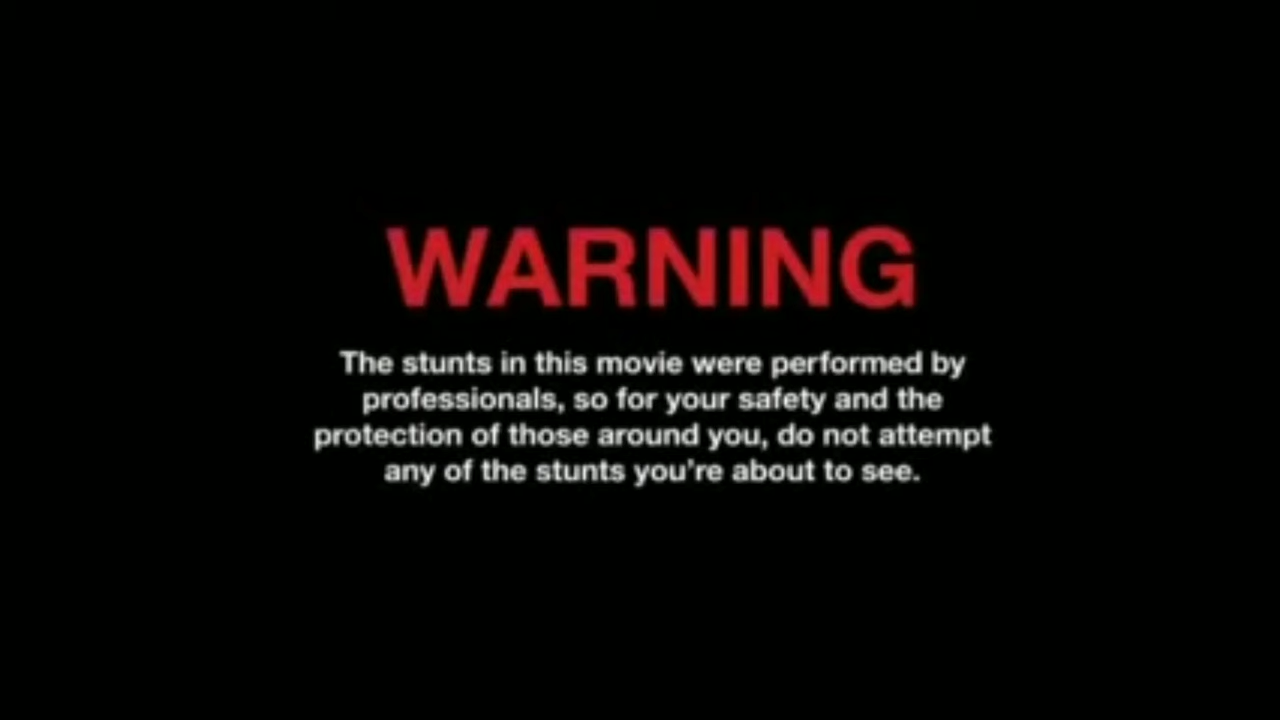 WARNING
The stunts in this movie were performed by
professionals, so for your safety and the
protection of those around you, do not attempt
any of the stunts you're about to see.